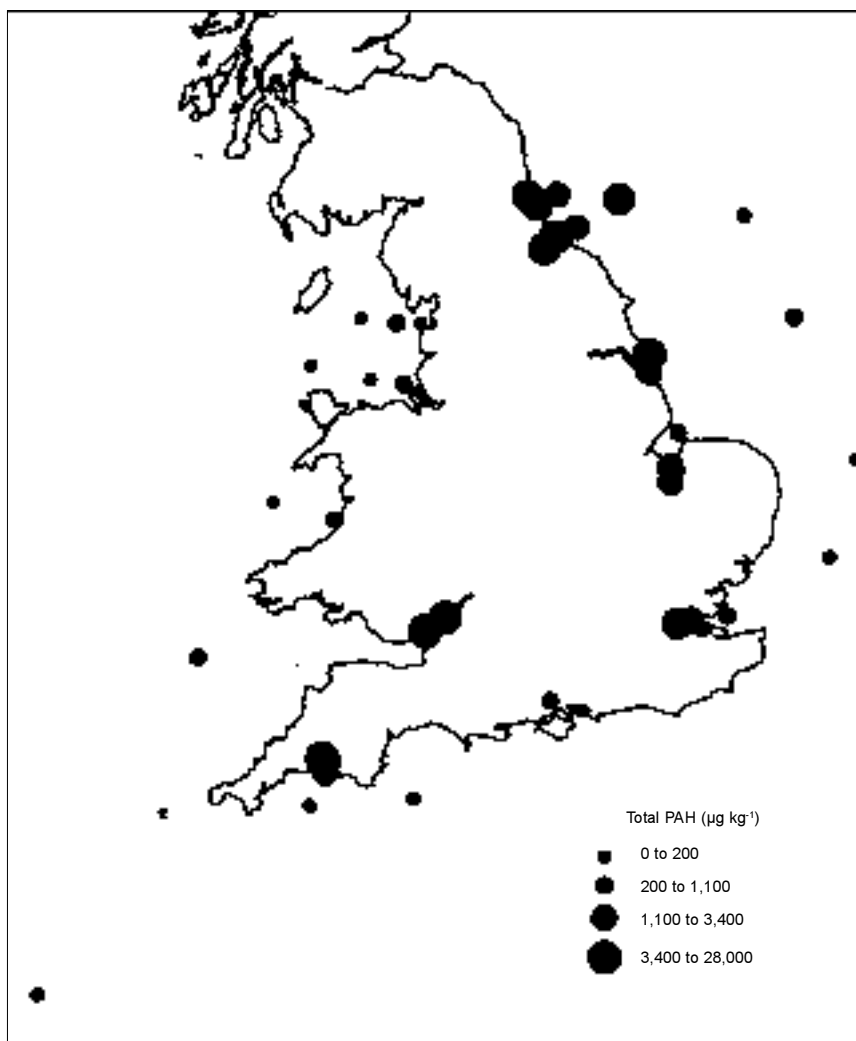 Total PAH (µg kg⁻¹)
0 to 200
200 to 1,100
1,100 to 3,400
3,400 to 28,000